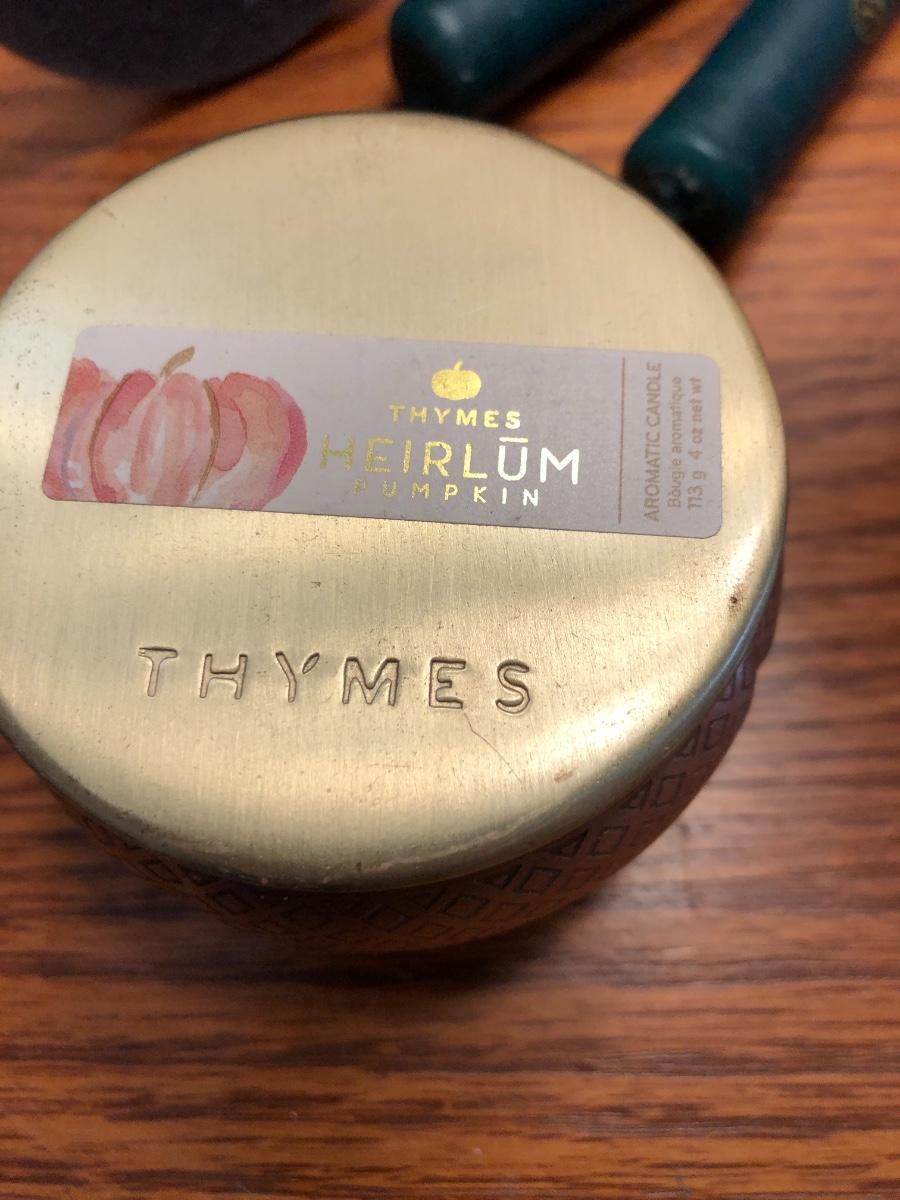 THYMES
HEIRLŪM
PUMPKIN
AROMATIC CANDLE
Bougie aromatique
113 g 4 oz net wt
THYMES